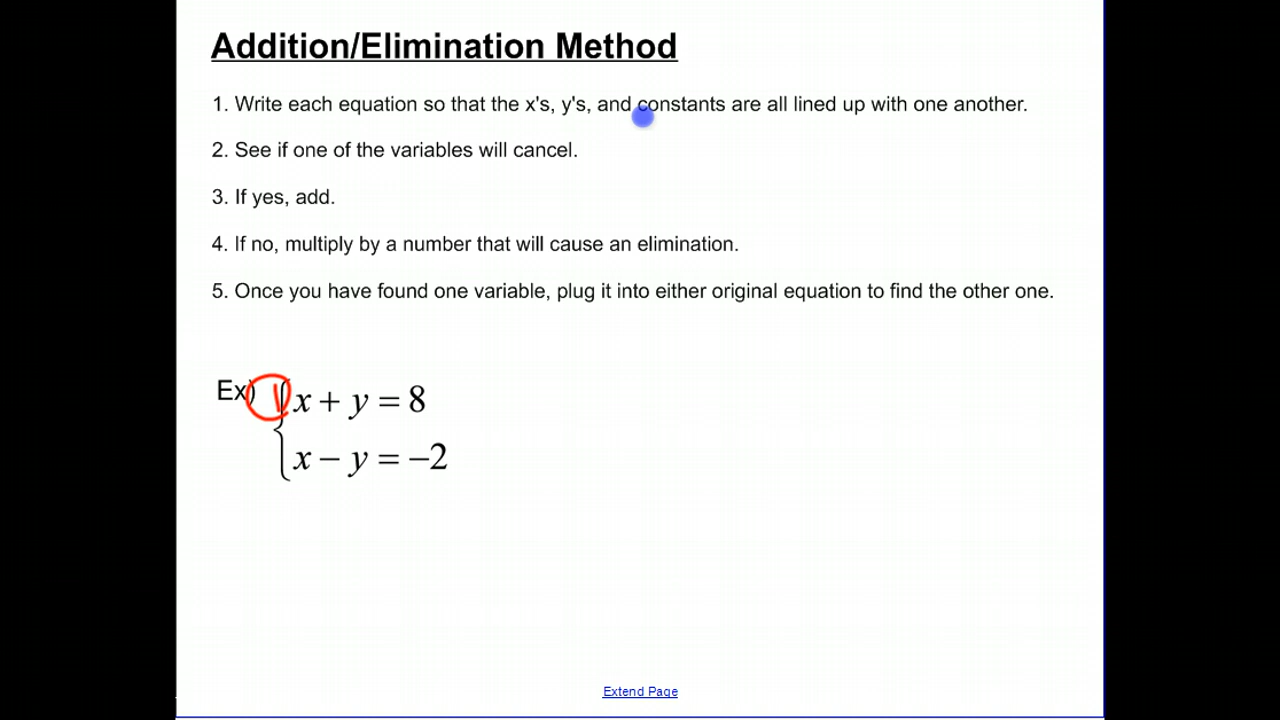 Addition/Elimination Method
1. Write each equation so that the x's, y's, and constants are all lined up with one another.
2. See if one of the variables will cancel.
3. If yes, add.
4. If no, multiply by a number that will cause an elimination.
5. Once you have found one variable, plug it into either original equation to find the other one.
Ex) 1 x + y = 8
x − y = −2
Extend Page